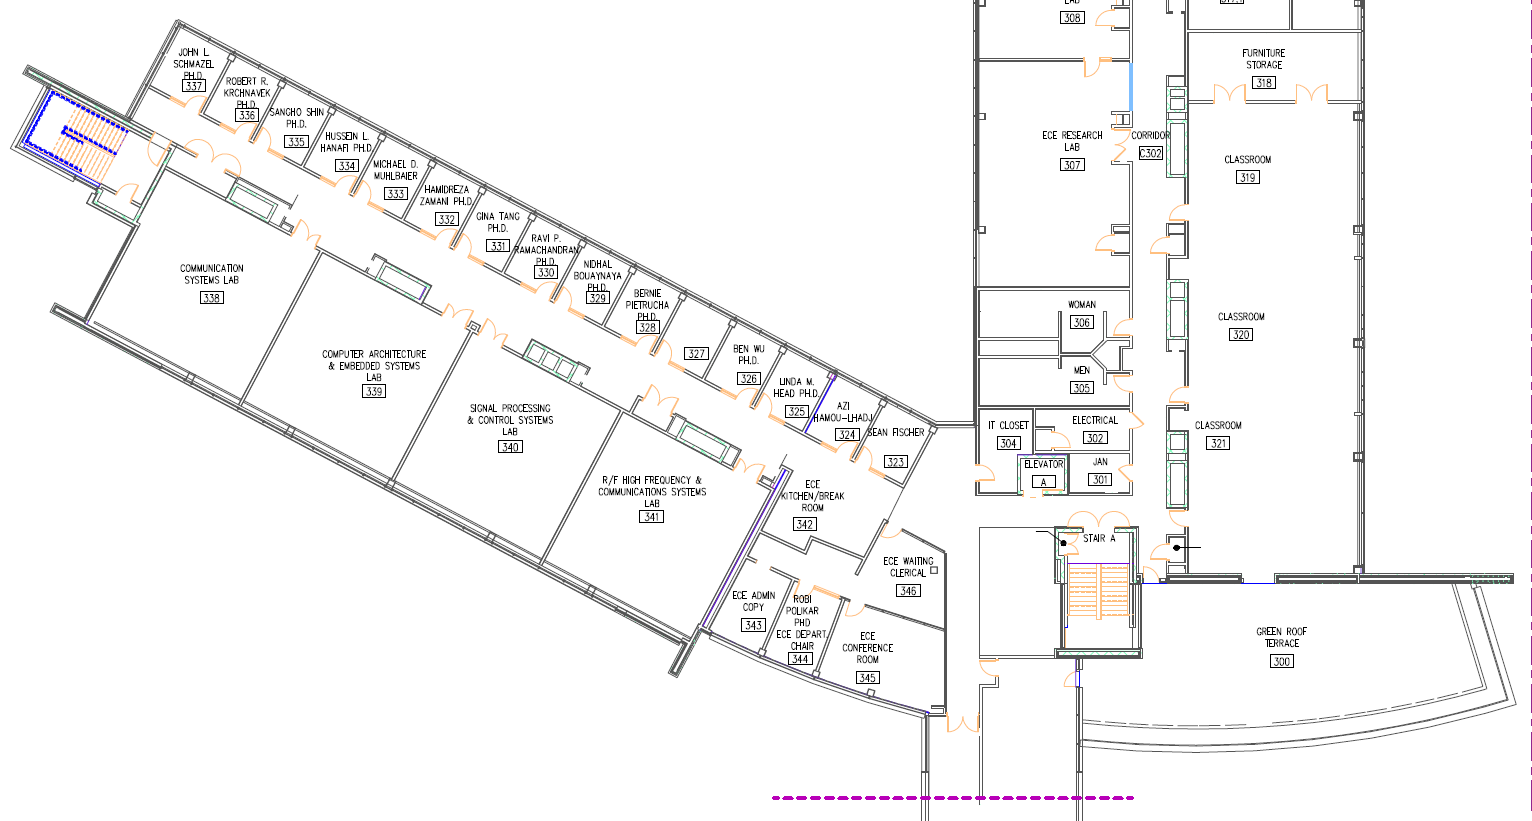 LAB
308
FURNITURE
STORAGE
318
JOHN L.
SCHMAZEL
PH.D.
337
ROBERT R.
KRCHNAVEK
PH.D.
336
SANGHO SHIN
PH.D.
335
HUSSEIN L.
HANAFI PH.D.
334
MICHAEL D.
MUHLBAIER
333
HAMIDREZA
ZAMANI PH.D.
332
GINA TANG
PH.D.
331
RAVI P.
RAMACHANDRAN
PH.D.
330
NIDHAL
BOUAYNAYA
PH.D.
329
BERNIE
PIETRUCHA
PH.D.
328
327
BEN WU
PH.D.
326
LINDA M.
HEAD PH.D.
325
AZI
HAMOU-LHADJ
324
SEAN FISCHER
323
ECE RESEARCH
LAB
307
CORRIDOR
C302
CLASSROOM
319
CLASSROOM
320
CLASSROOM
321
WOMAN
306
MEN
305
IT CLOSET
304
ELECTRICAL
302
ELEVATOR
A
JAN
301
STAIR A
COMMUNICATION
SYSTEMS LAB
338
COMPUTER ARCHITECTURE
& EMBEDDED SYSTEMS
LAB
339
SIGNAL PROCESSING
& CONTROL SYSTEMS
LAB
340
R/F HIGH FREQUENCY &
COMMUNICATIONS SYSTEMS
LAB
341
ECE
KITCHEN/BREAK
ROOM
342
ECE WAITING
CLERICAL
346
ECE ADMIN
COPY
343
ROBI
POLIKAR
PHD
ECE DEPART.
CHAIR
344
ECE
CONFERENCE
ROOM
345
GREEN ROOF
TERRACE
300